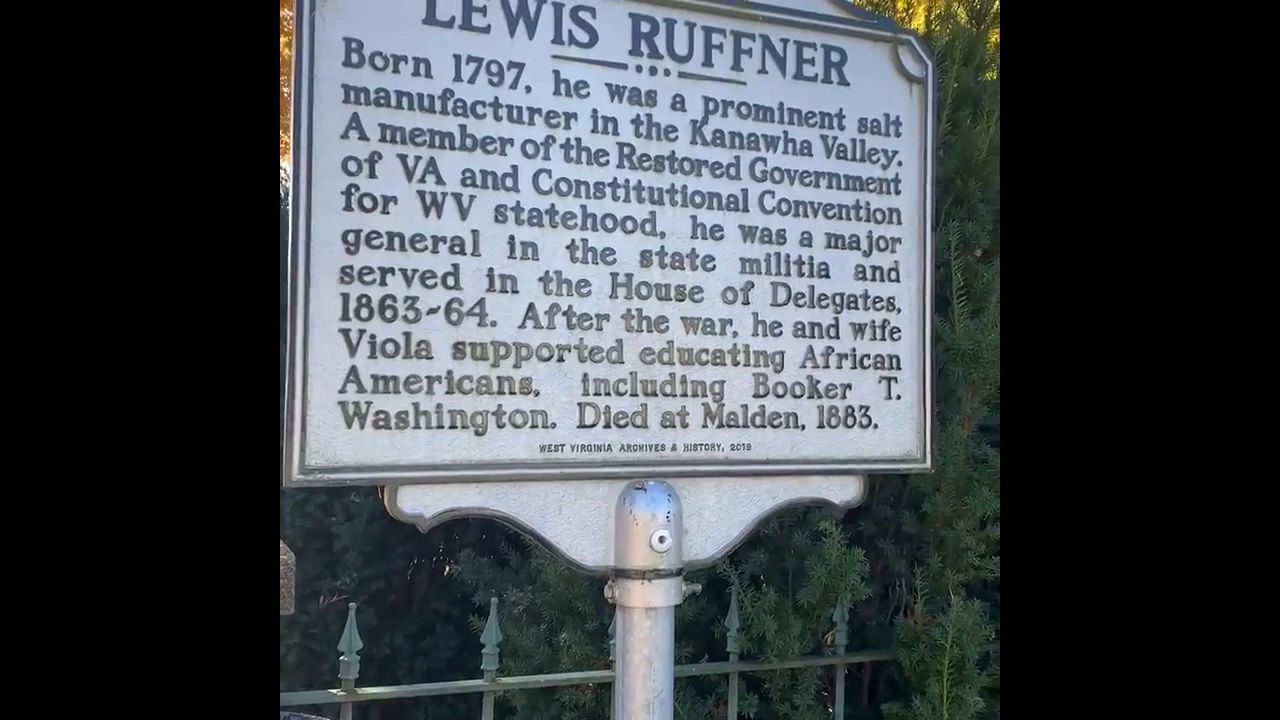 LEWIS RUFFNER
Born 1797, he was a prominent salt
manufacturer in the Kanawha Valley.
A member of the Restored Government
of VA and Constitutional Convention
for WV statehood, he was a major
general in the state militia and
served in the House of Delegates,
1863-64. After the war, he and wife
Viola supported educating African
Americans, including Booker T.
Washington. Died at Malden, 1883.
WEST VIRGINIA ARCHIVES & HISTORY, 2019